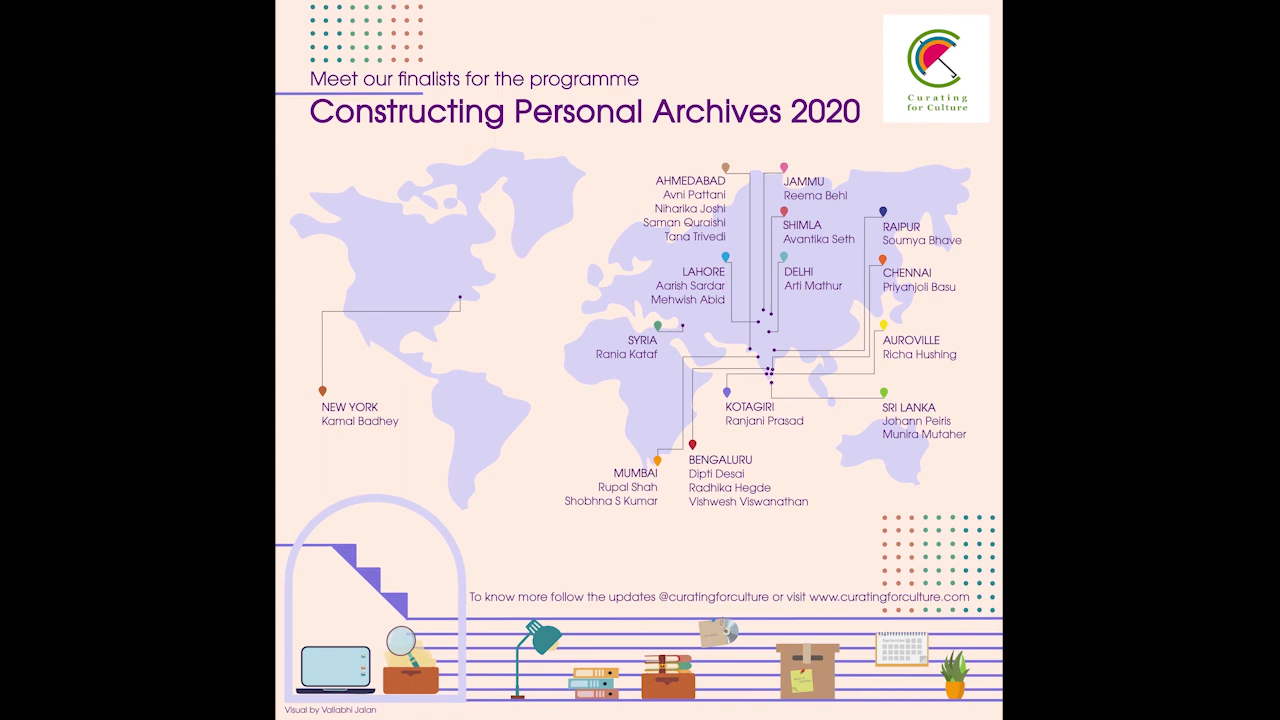 Meet our finalists for the programme
Constructing Personal Archives 2020
Curating
for Culture
AHMEDABAD
Avni Pattani
Niharika Joshi
Saman Quraishi
Tana Trivedi
JAMMU
Reema Behl
SHIMLA
Avantika Seth
RAIPUR
Soumya Bhave
LAHORE
Aarish Sardar
Mehwish Abid
DELHI
Arti Mathur
CHENNAI
Priyanjoli Basu
SYRIA
Rania Kataf
AUROVILLE
Richa Hushing
NEW YORK
Kamal Badhey
KOTAGIRI
Ranjani Prasad
SRI LANKA
Johann Peiris
Munira Mutaher
MUMBAI
Rupal Shah
Shobhna S Kumar
BENGALURU
Dipti Desai
Radhika Hegde
Vishwesh Viswanathan
To know more follow the updates @curatingforculture or visit www.curatingforculture.com
September
Visual by Vallabhi Jalan